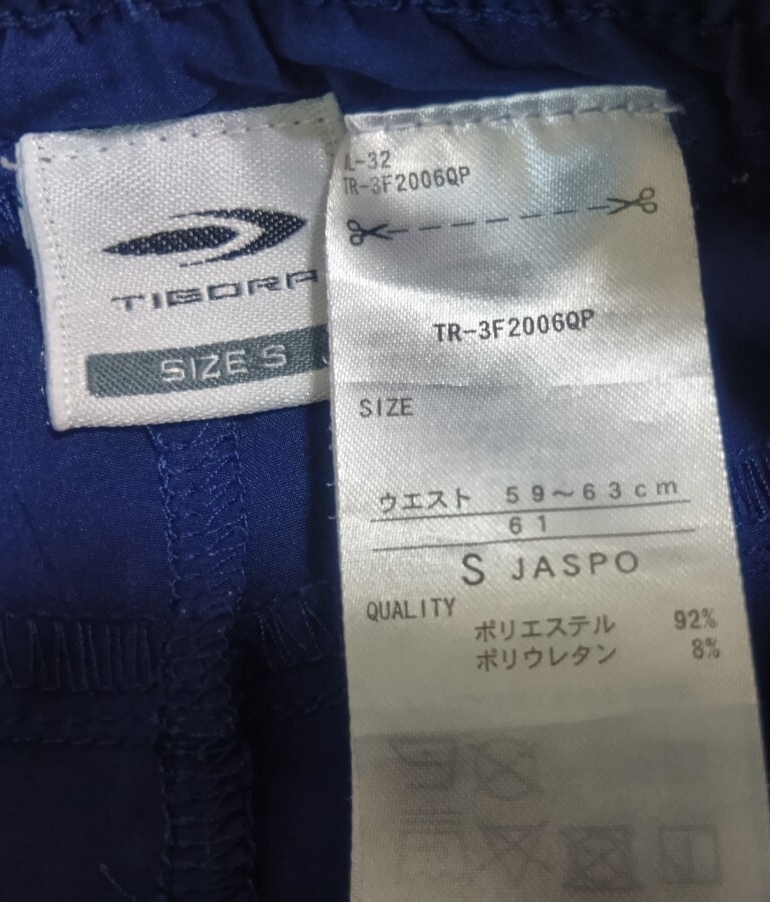 TIGORA
SIZE S
L-32
TR-3F2006QP
TR-3F2006QP
SIZE
ウエスト 59～63cm
61
S JASPO
QUALITY
ポリエステル 92%
ポリウレタン 8%